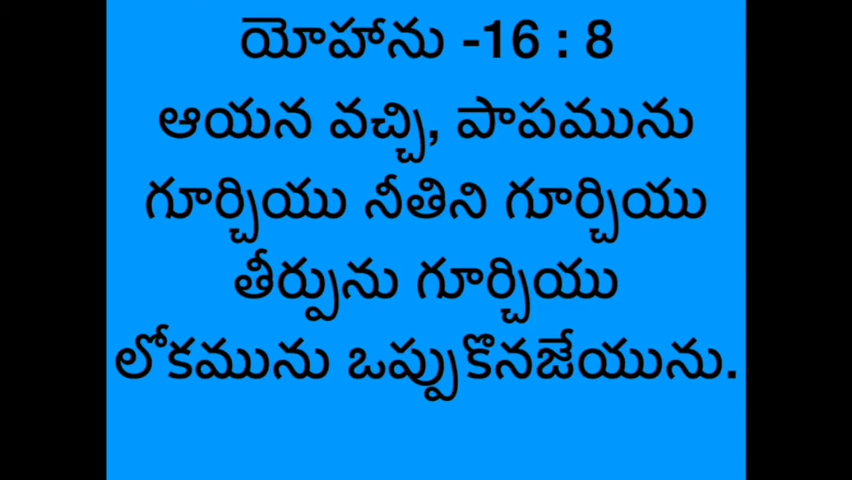 యోహాను -16 : 8
ఆయన వచ్చి, పాపమును
గూర్చియు నీతిని గూర్చియు
తీర్పును గూర్చియు
లోకమును ఒప్పుకొనజేయును.